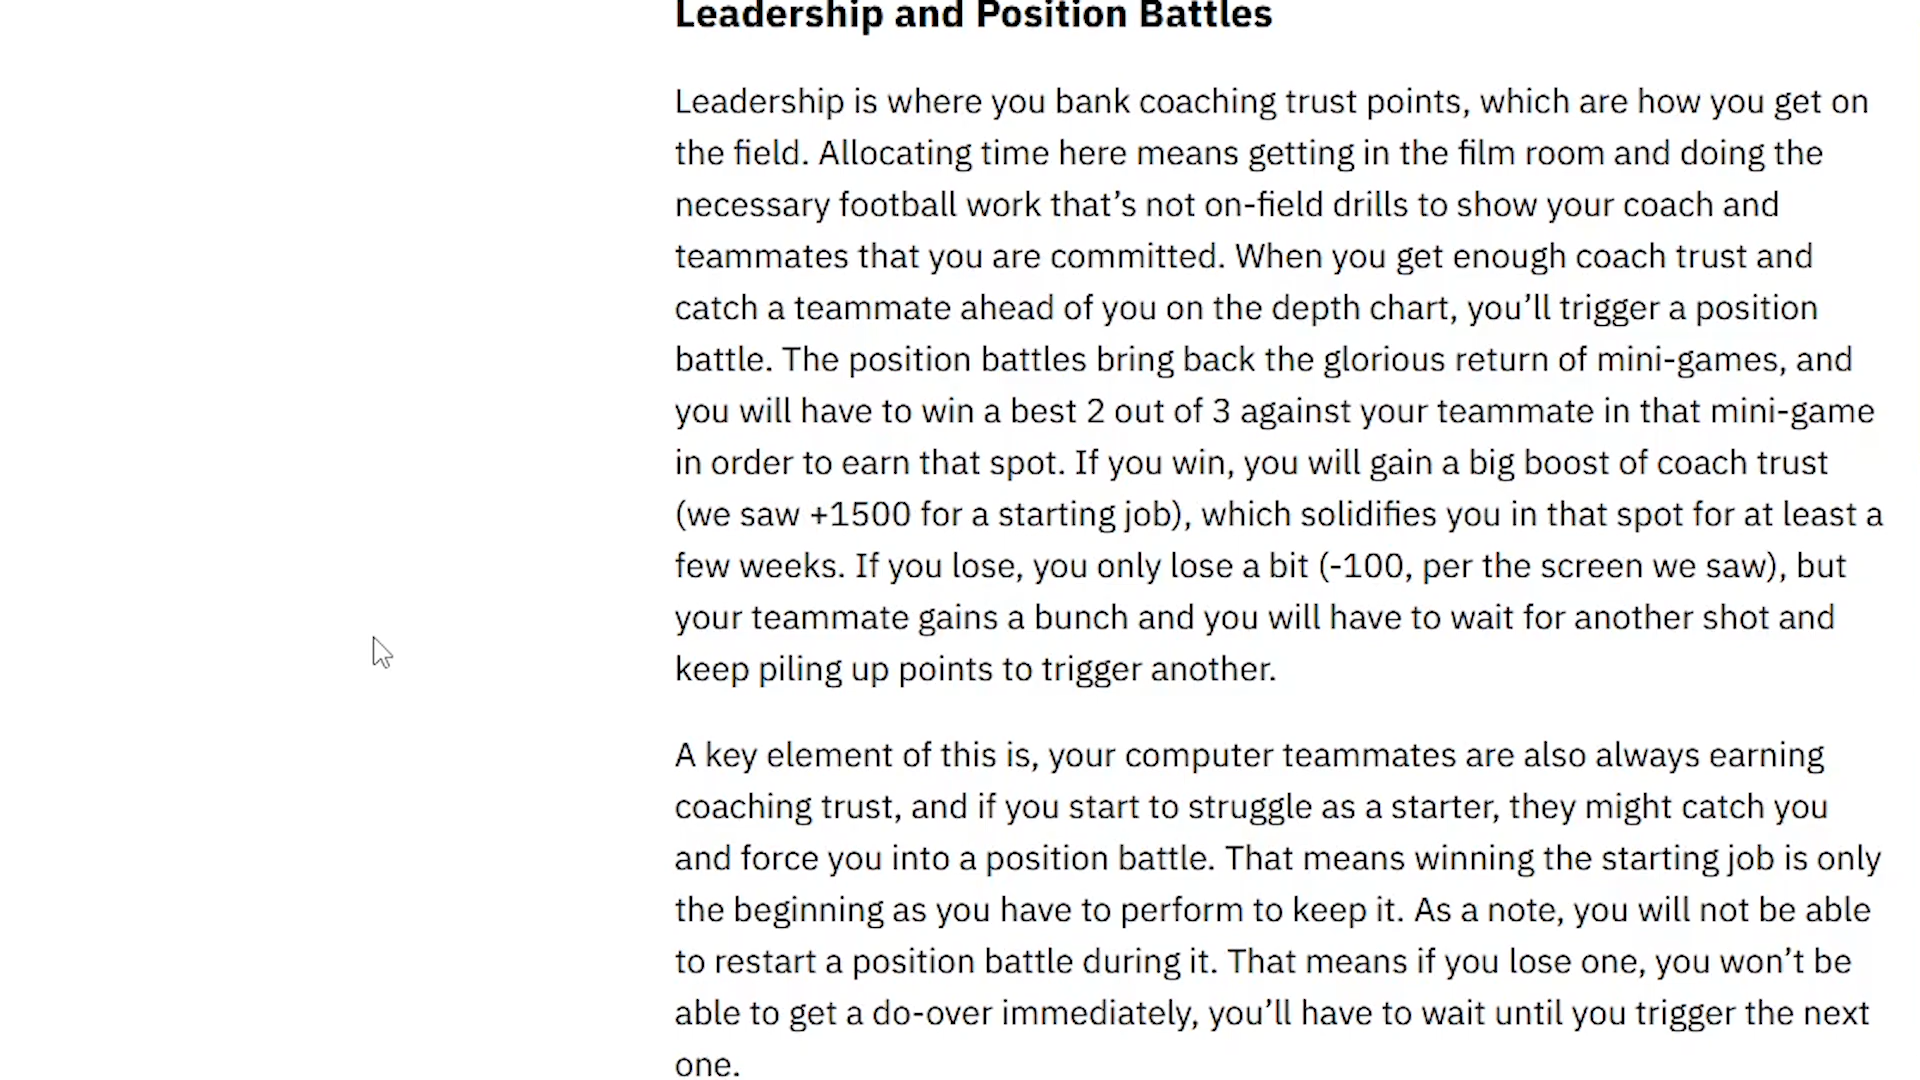 Leadership and Position Battles
Leadership is where you bank coaching trust points, which are how you get on
the field. Allocating time here means getting in the film room and doing the
necessary football work that’s not on-field drills to show your coach and
teammates that you are committed. When you get enough coach trust and
catch a teammate ahead of you on the depth chart, you’ll trigger a position
battle. The position battles bring back the glorious return of mini-games, and
you will have to win a best 2 out of 3 against your teammate in that mini-game
in order to earn that spot. If you win, you will gain a big boost of coach trust
(we saw +1500 for a starting job), which solidifies you in that spot for at least a
few weeks. If you lose, you only lose a bit (-100, per the screen we saw), but
your teammate gains a bunch and you will have to wait for another shot and
keep piling up points to trigger another.
A key element of this is, your computer teammates are also always earning
coaching trust, and if you start to struggle as a starter, they might catch you
and force you into a position battle. That means winning the starting job is only
the beginning as you have to perform to keep it. As a note, you will not be able
to restart a position battle during it. That means if you lose one, you won’t be
able to get a do-over immediately, you’ll have to wait until you trigger the next
one.